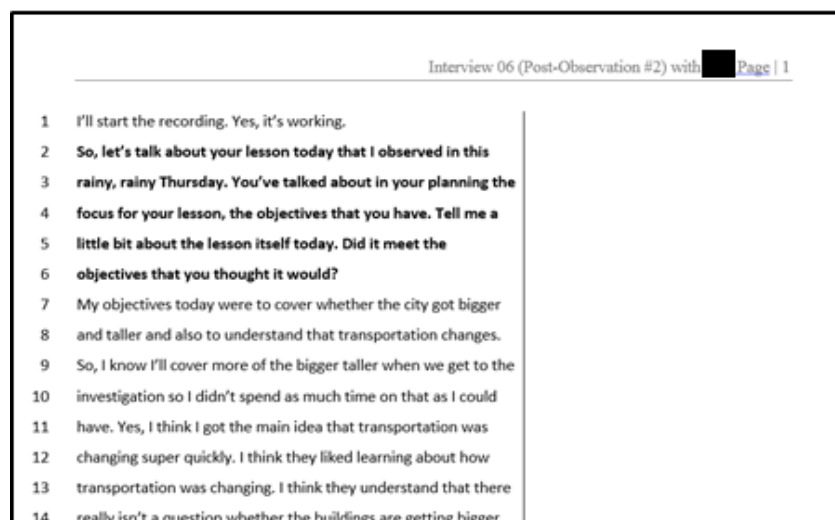 Interview 06 (Post-Observation #2) with Page | 1
1 I'll start the recording. Yes, it's working.
2 So, let's talk about your lesson today that I observed in this
3 rainy, rainy Thursday. You've talked about in your planning the
4 focus for your lesson, the objectives that you have. Tell me a
5 little bit about the lesson itself today. Did it meet the
6 objectives that you thought it would?
7 My objectives today were to cover whether the city got bigger
8 and taller and also to understand that transportation changes.
9 So, I know I'll cover more of the bigger taller when we get to the
10 investigation so I didn't spend as much time on that as I could
11 have. Yes, I think I got the main idea that transportation was
12 changing super quickly. I think they liked learning about how
13 transportation was changing. I think they understand that there
14 really isn't a question whether the buildings are getting bigger